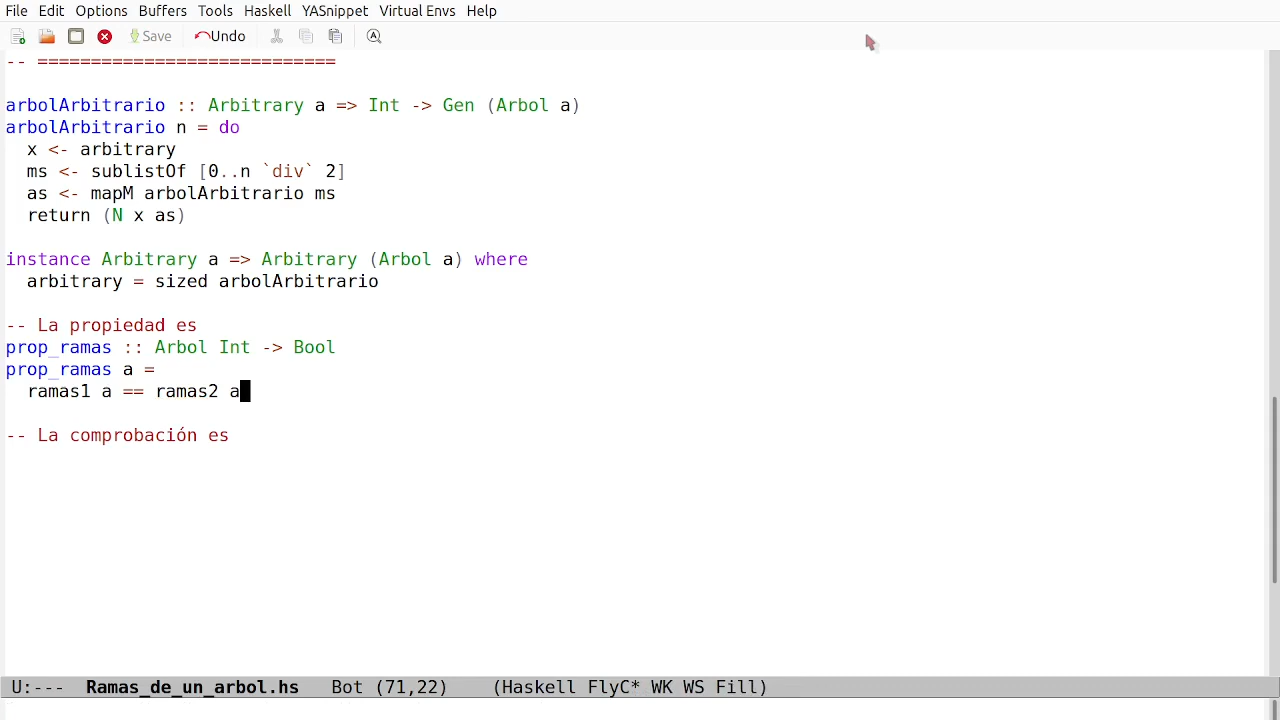 File Edit Options Buffers Tools Haskell YASnippet Virtual Envs Help
Save Undo
-- ============================
arbolArbitrario :: Arbitrary a => Int -> Gen (Arbol a)
arbolArbitrario n = do
  x <- arbitrary
  ms <- sublistOf [0..n `div` 2]
  as <- mapM arbolArbitrario ms
  return (N x as)
instance Arbitrary a => Arbitrary (Arbol a) where
  arbitrary = sized arbolArbitrario
-- La propiedad es
prop_ramas :: Arbol Int -> Bool
prop_ramas a =
  ramas1 a == ramas2 a
-- La comprobación es
U:--- Ramas_de_un_arbol.hs Bot (71,22) (Haskell FlyC* WK WS Fill)